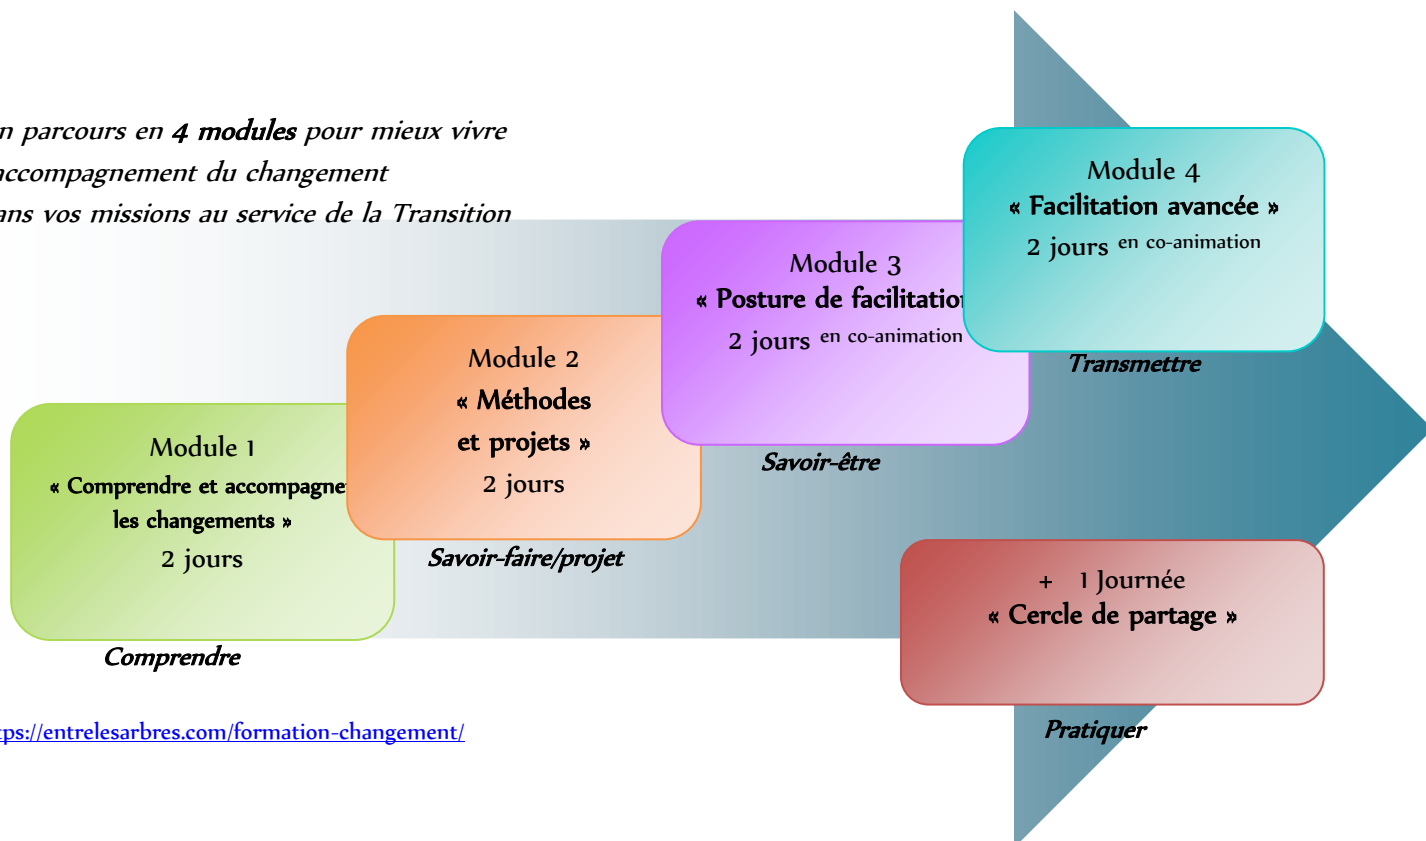 n parcours en 4 modules pour mieux vivre
accompagnement du changement
ans vos missions au service de la Transition
Module 4
« Facilitation avancée »
2 jours en co-animation
Transmettre
Module 3
« Posture de facilitation
2 jours en co-animation
Savoir-être
Module 2
« Méthodes
et projets »
2 jours
Savoir-faire/projet
Module 1
« Comprendre et accompagne
les changements »
2 jours
Comprendre
+ 1 Journée
« Cercle de partage »
Pratiquer
tps://entrelesarbres.com/formation-changement/